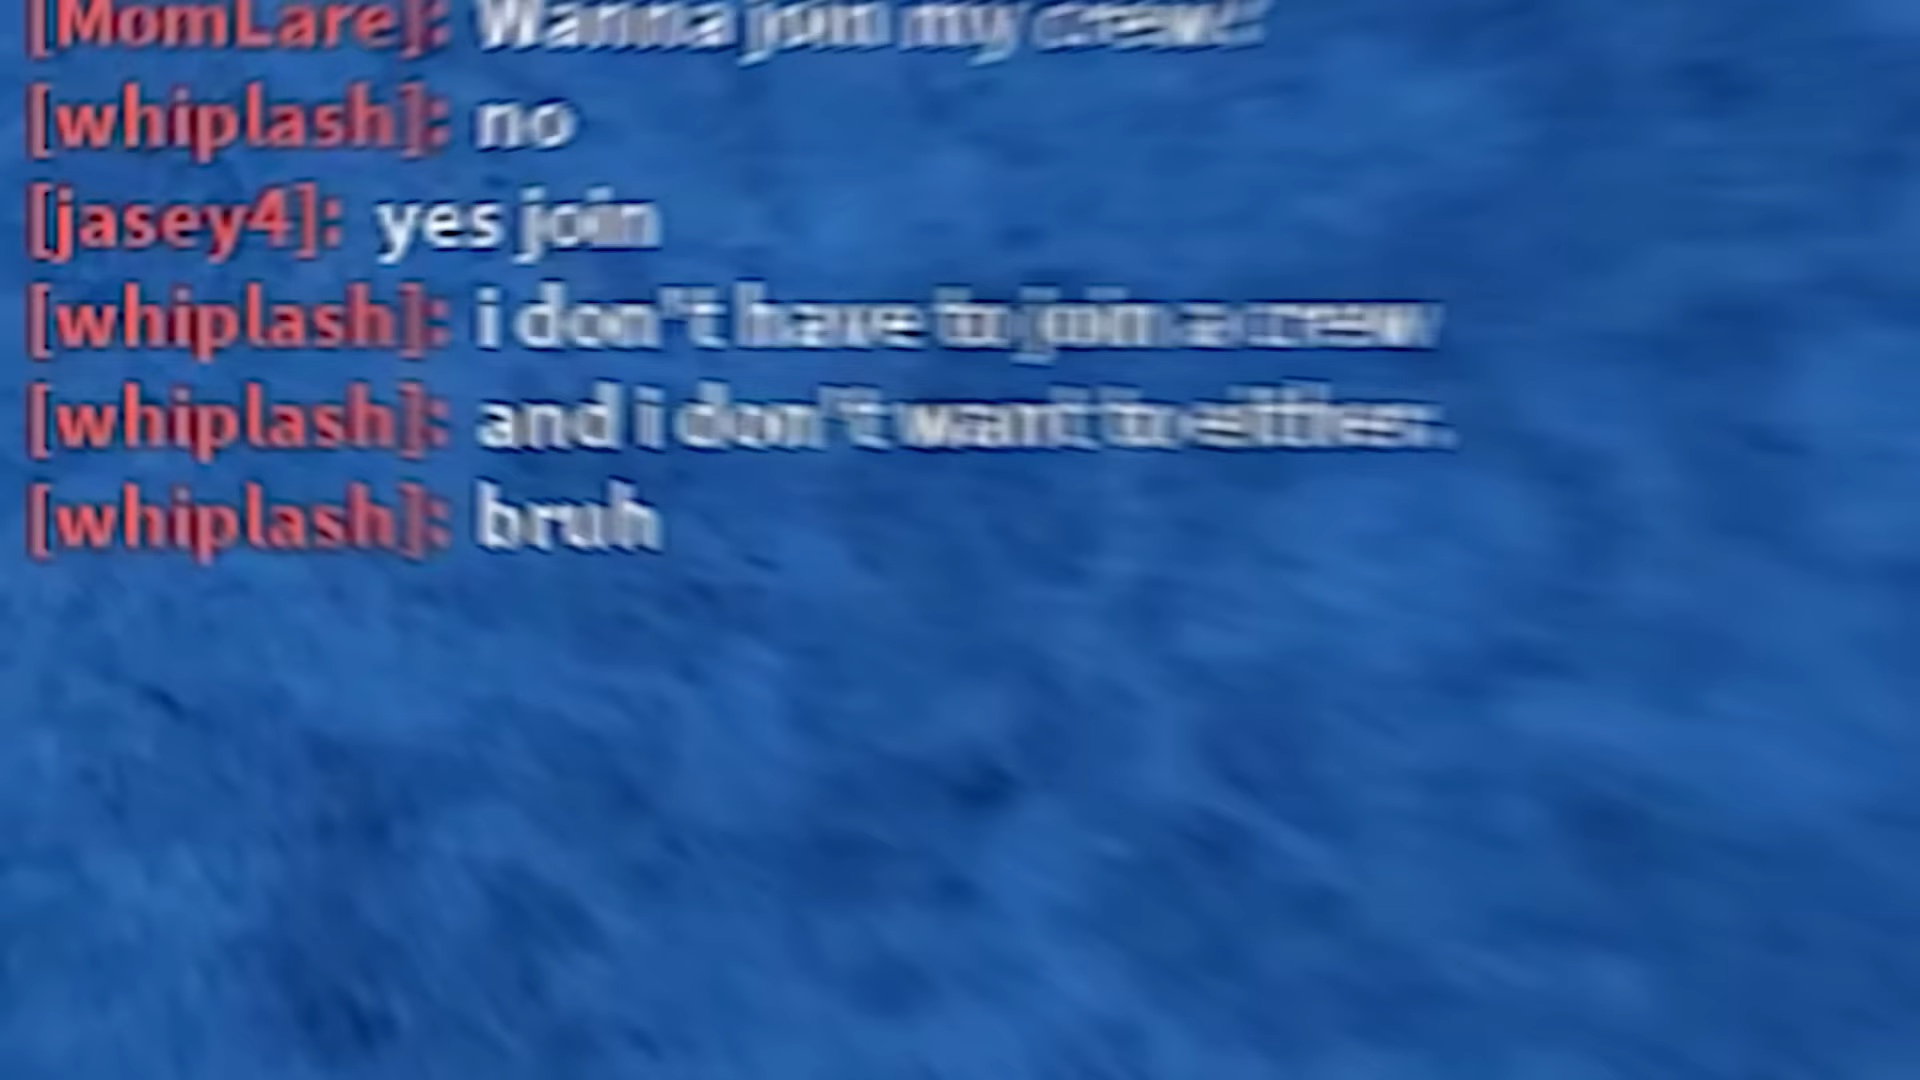 [MomLare]: Wanna join my crew?
[whiplash]: no
[jasey4]: yes join
[whiplash]: i don't have to join a crew
[whiplash]: and i don't want to either.
[whiplash]: bruh